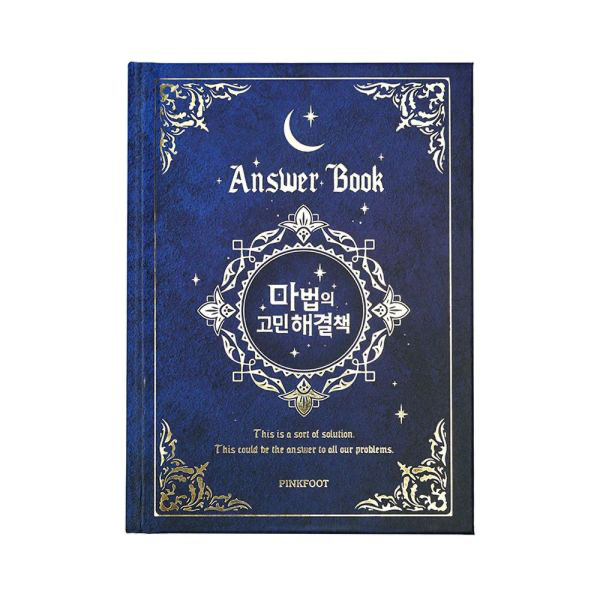 Answer Book
마법의
고민해결책
This is a sort of solution.
This could be the answer to all our problems.
PINKFOOT